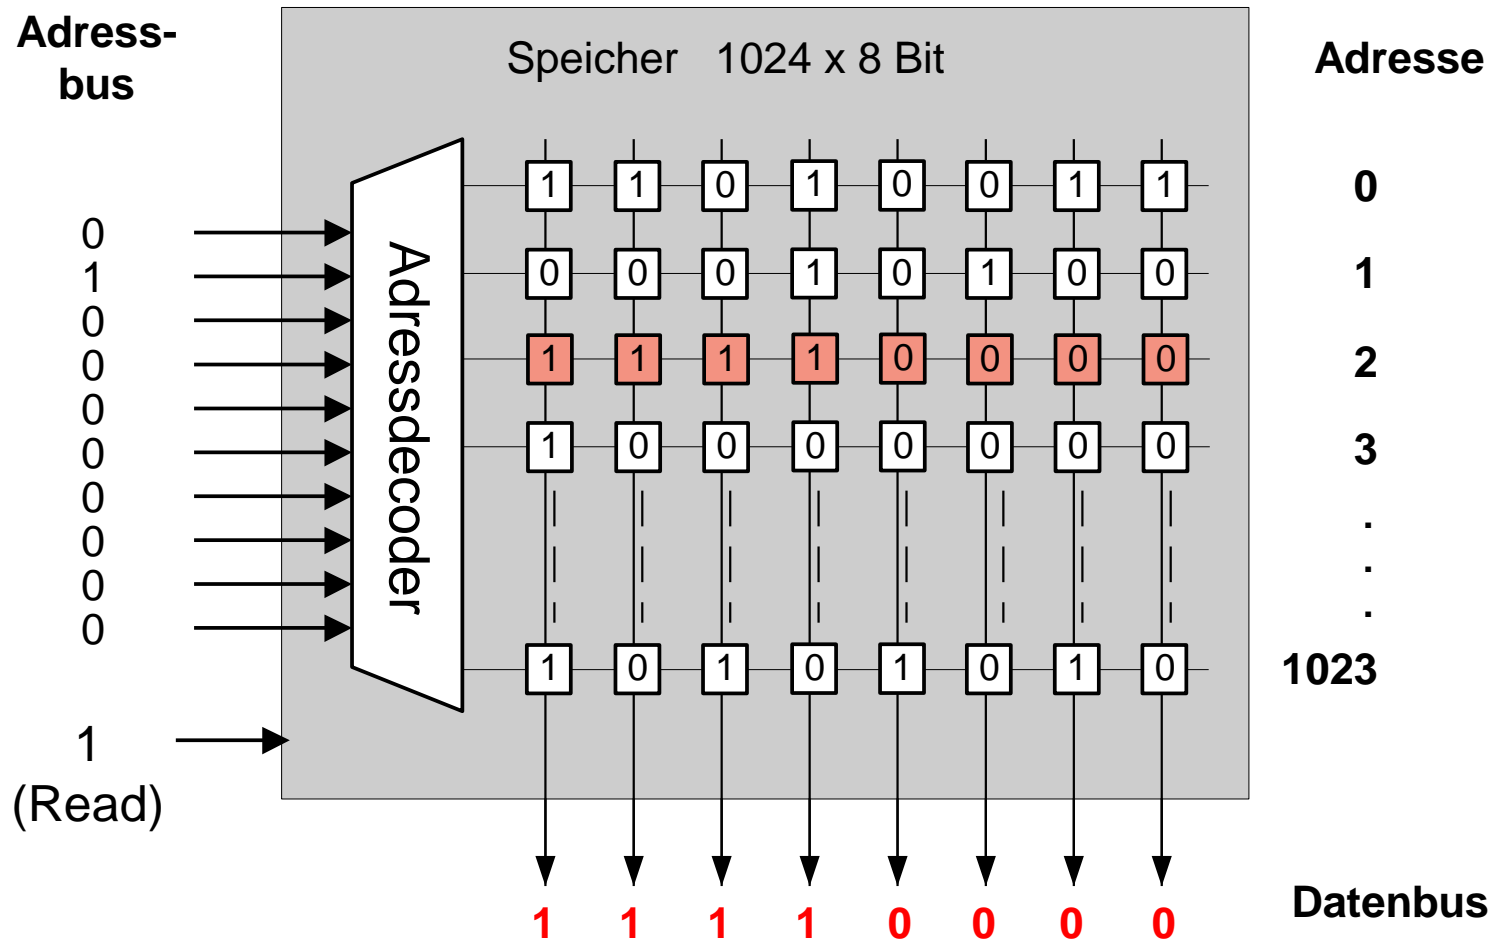 Adress-
bus
Speicher 1024 x 8 Bit
Adresse
Adressdecoder
1 1 0 1 0 0 1 1 0
0
0 0 0 1 0 1 0 0 1
1
0
1 1 1 1 0 0 0 0 2
0
0
1 0 0 0 0 0 0 0 3
0
0
.
0
.
0
.
0
1 0 1 0 1 0 1 0 1023
1
(Read)
1 1 1 1 0 0 0 0
Datenbus